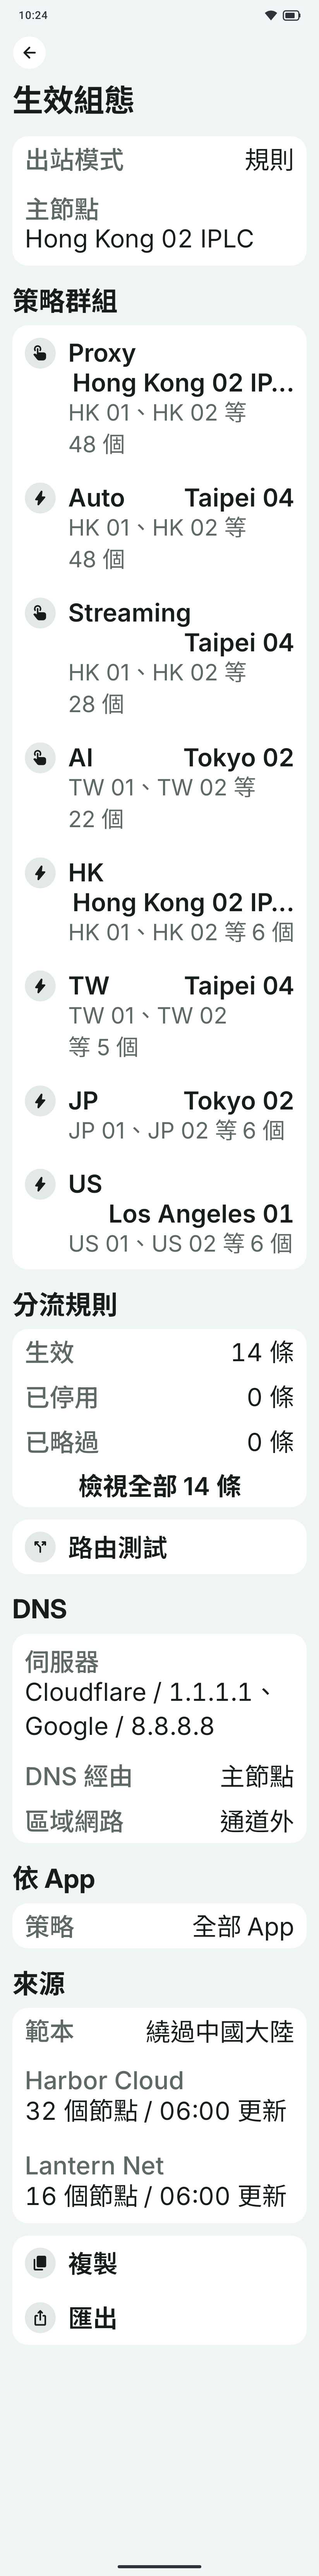 10:24
生效組態
出站模式 規則
主節點
Hong Kong 02 IPLC
策略群組
Proxy
Hong Kong 02 IP...
HK 01、HK 02 等
48 個
Auto Taipei 04
HK 01、HK 02 等
48 個
Streaming
Taipei 04
HK 01、HK 02 等
28 個
AI Tokyo 02
TW 01、TW 02 等
22 個
HK
Hong Kong 02 IP...
HK 01、HK 02 等 6 個
TW Taipei 04
TW 01、TW 02
等 5 個
JP Tokyo 02
JP 01、JP 02 等 6 個
US
Los Angeles 01
US 01、US 02 等 6 個
分流規則
生效 14 條
已停用 0 條
已略過 0 條
檢視全部 14 條
路由測試
DNS
伺服器
Cloudflare / 1.1.1.1、
Google / 8.8.8.8
DNS 經由 主節點
區域網路 通道外
依 App
策略 全部 App
來源
範本 繞過中國大陸
Harbor Cloud
32 個節點 / 06:00 更新
Lantern Net
16 個節點 / 06:00 更新
複製
匯出